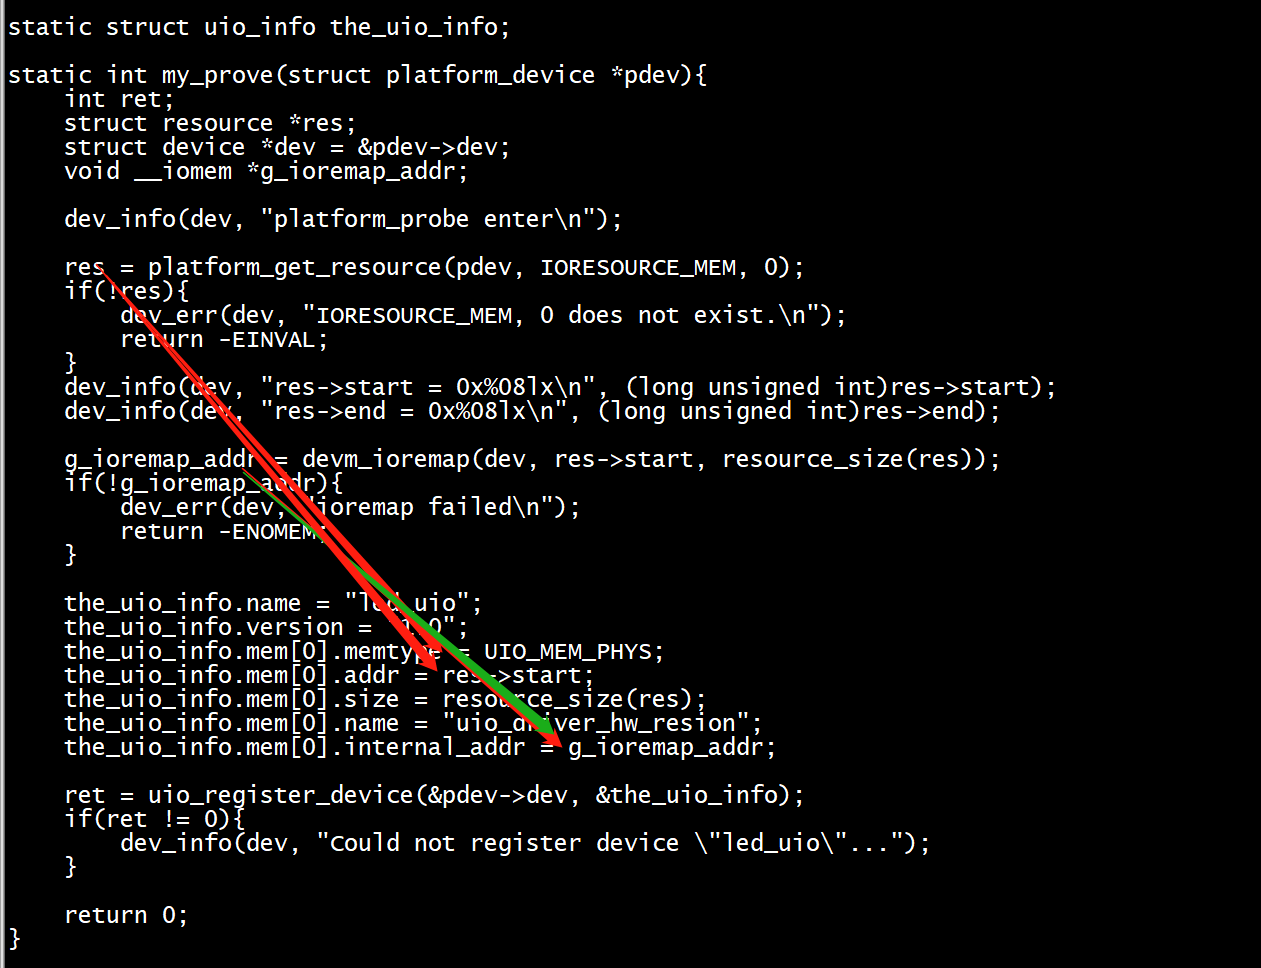 static struct uio_info the_uio_info;
static int my_prove(struct platform_device *pdev){
int ret;
struct resource *res;
struct device *dev = &pdev->dev;
void __iomem *g_ioremap_addr;
dev_info(dev, "platform_probe enter\n");
res = platform_get_resource(pdev, IORESOURCE_MEM, 0);
if(!res){
dev_err(dev, "IORESOURCE_MEM, 0 does not exist.\n");
return -EINVAL;
}
dev_info(dev, "res->start = 0x%08lx\n", (long unsigned int)res->start);
dev_info(dev, "res->end = 0x%08lx\n", (long unsigned int)res->end);
g_ioremap_addr = devm_ioremap(dev, res->start, resource_size(res));
if(!g_ioremap_addr){
dev_err(dev, "ioremap failed\n");
return -ENOMEM;
}
the_uio_info.name = "led_uio";
the_uio_info.version = "1.0";
the_uio_info.mem[0].memtype = UIO_MEM_PHYS;
the_uio_info.mem[0].addr = res->start;
the_uio_info.mem[0].size = resource_size(res);
the_uio_info.mem[0].name = "uio_driver_hw_resion";
the_uio_info.mem[0].internal_addr = g_ioremap_addr;
ret = uio_register_device(&pdev->dev, &the_uio_info);
if(ret != 0){
dev_info(dev, "Could not register device \"led_uio\"...");
}
return 0;
}